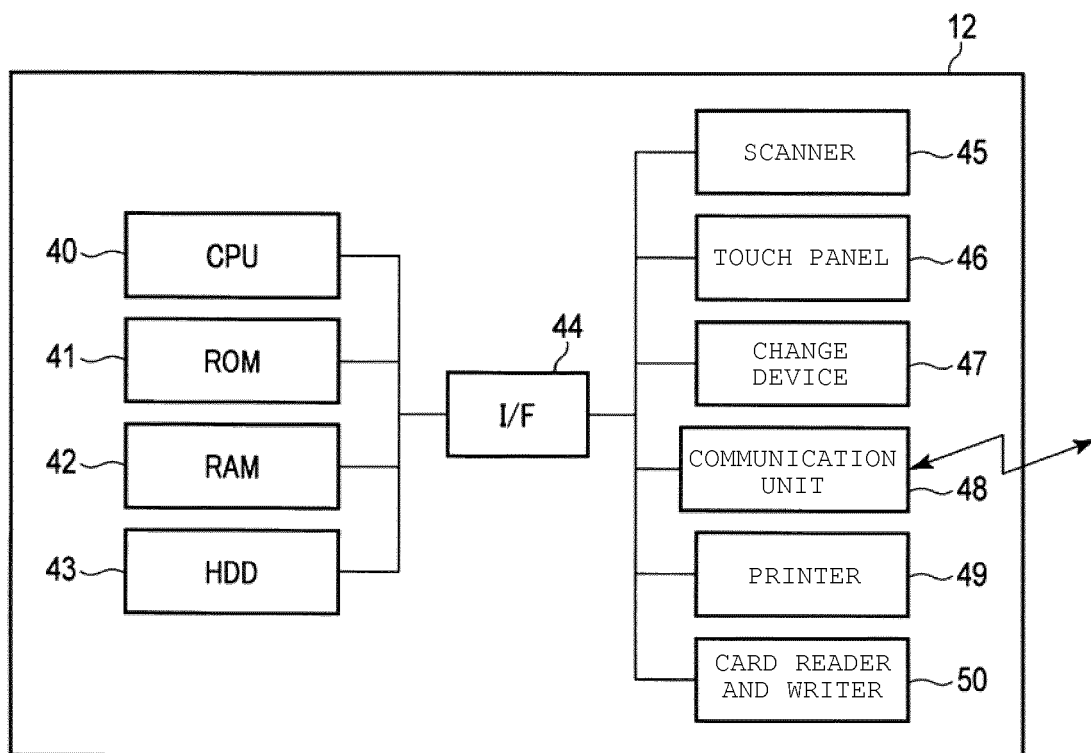 12
SCANNER
45
40
CPU
TOUCH PANEL
46
41
ROM
44
I/F
CHANGE
DEVICE
47
42
RAM
COMMUNICATION
UNIT
48
43
HDD
PRINTER
49
CARD READER
AND WRITER
50